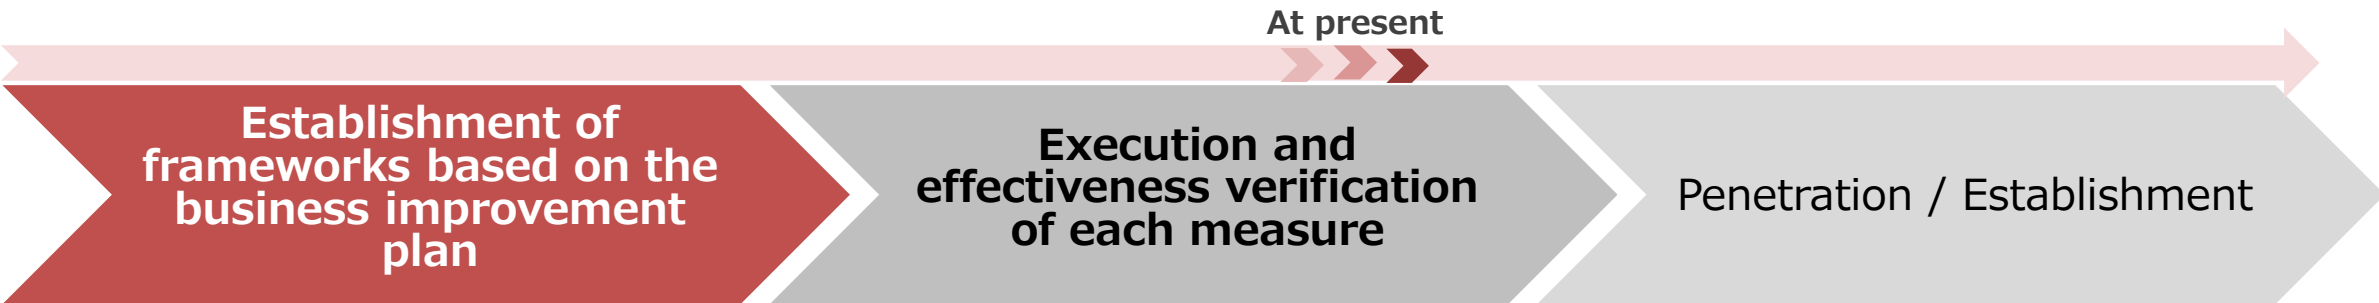 At present
Establishment of
frameworks based on the
business improvement
plan
Execution and
effectiveness verification
of each measure
Penetration / Establishment